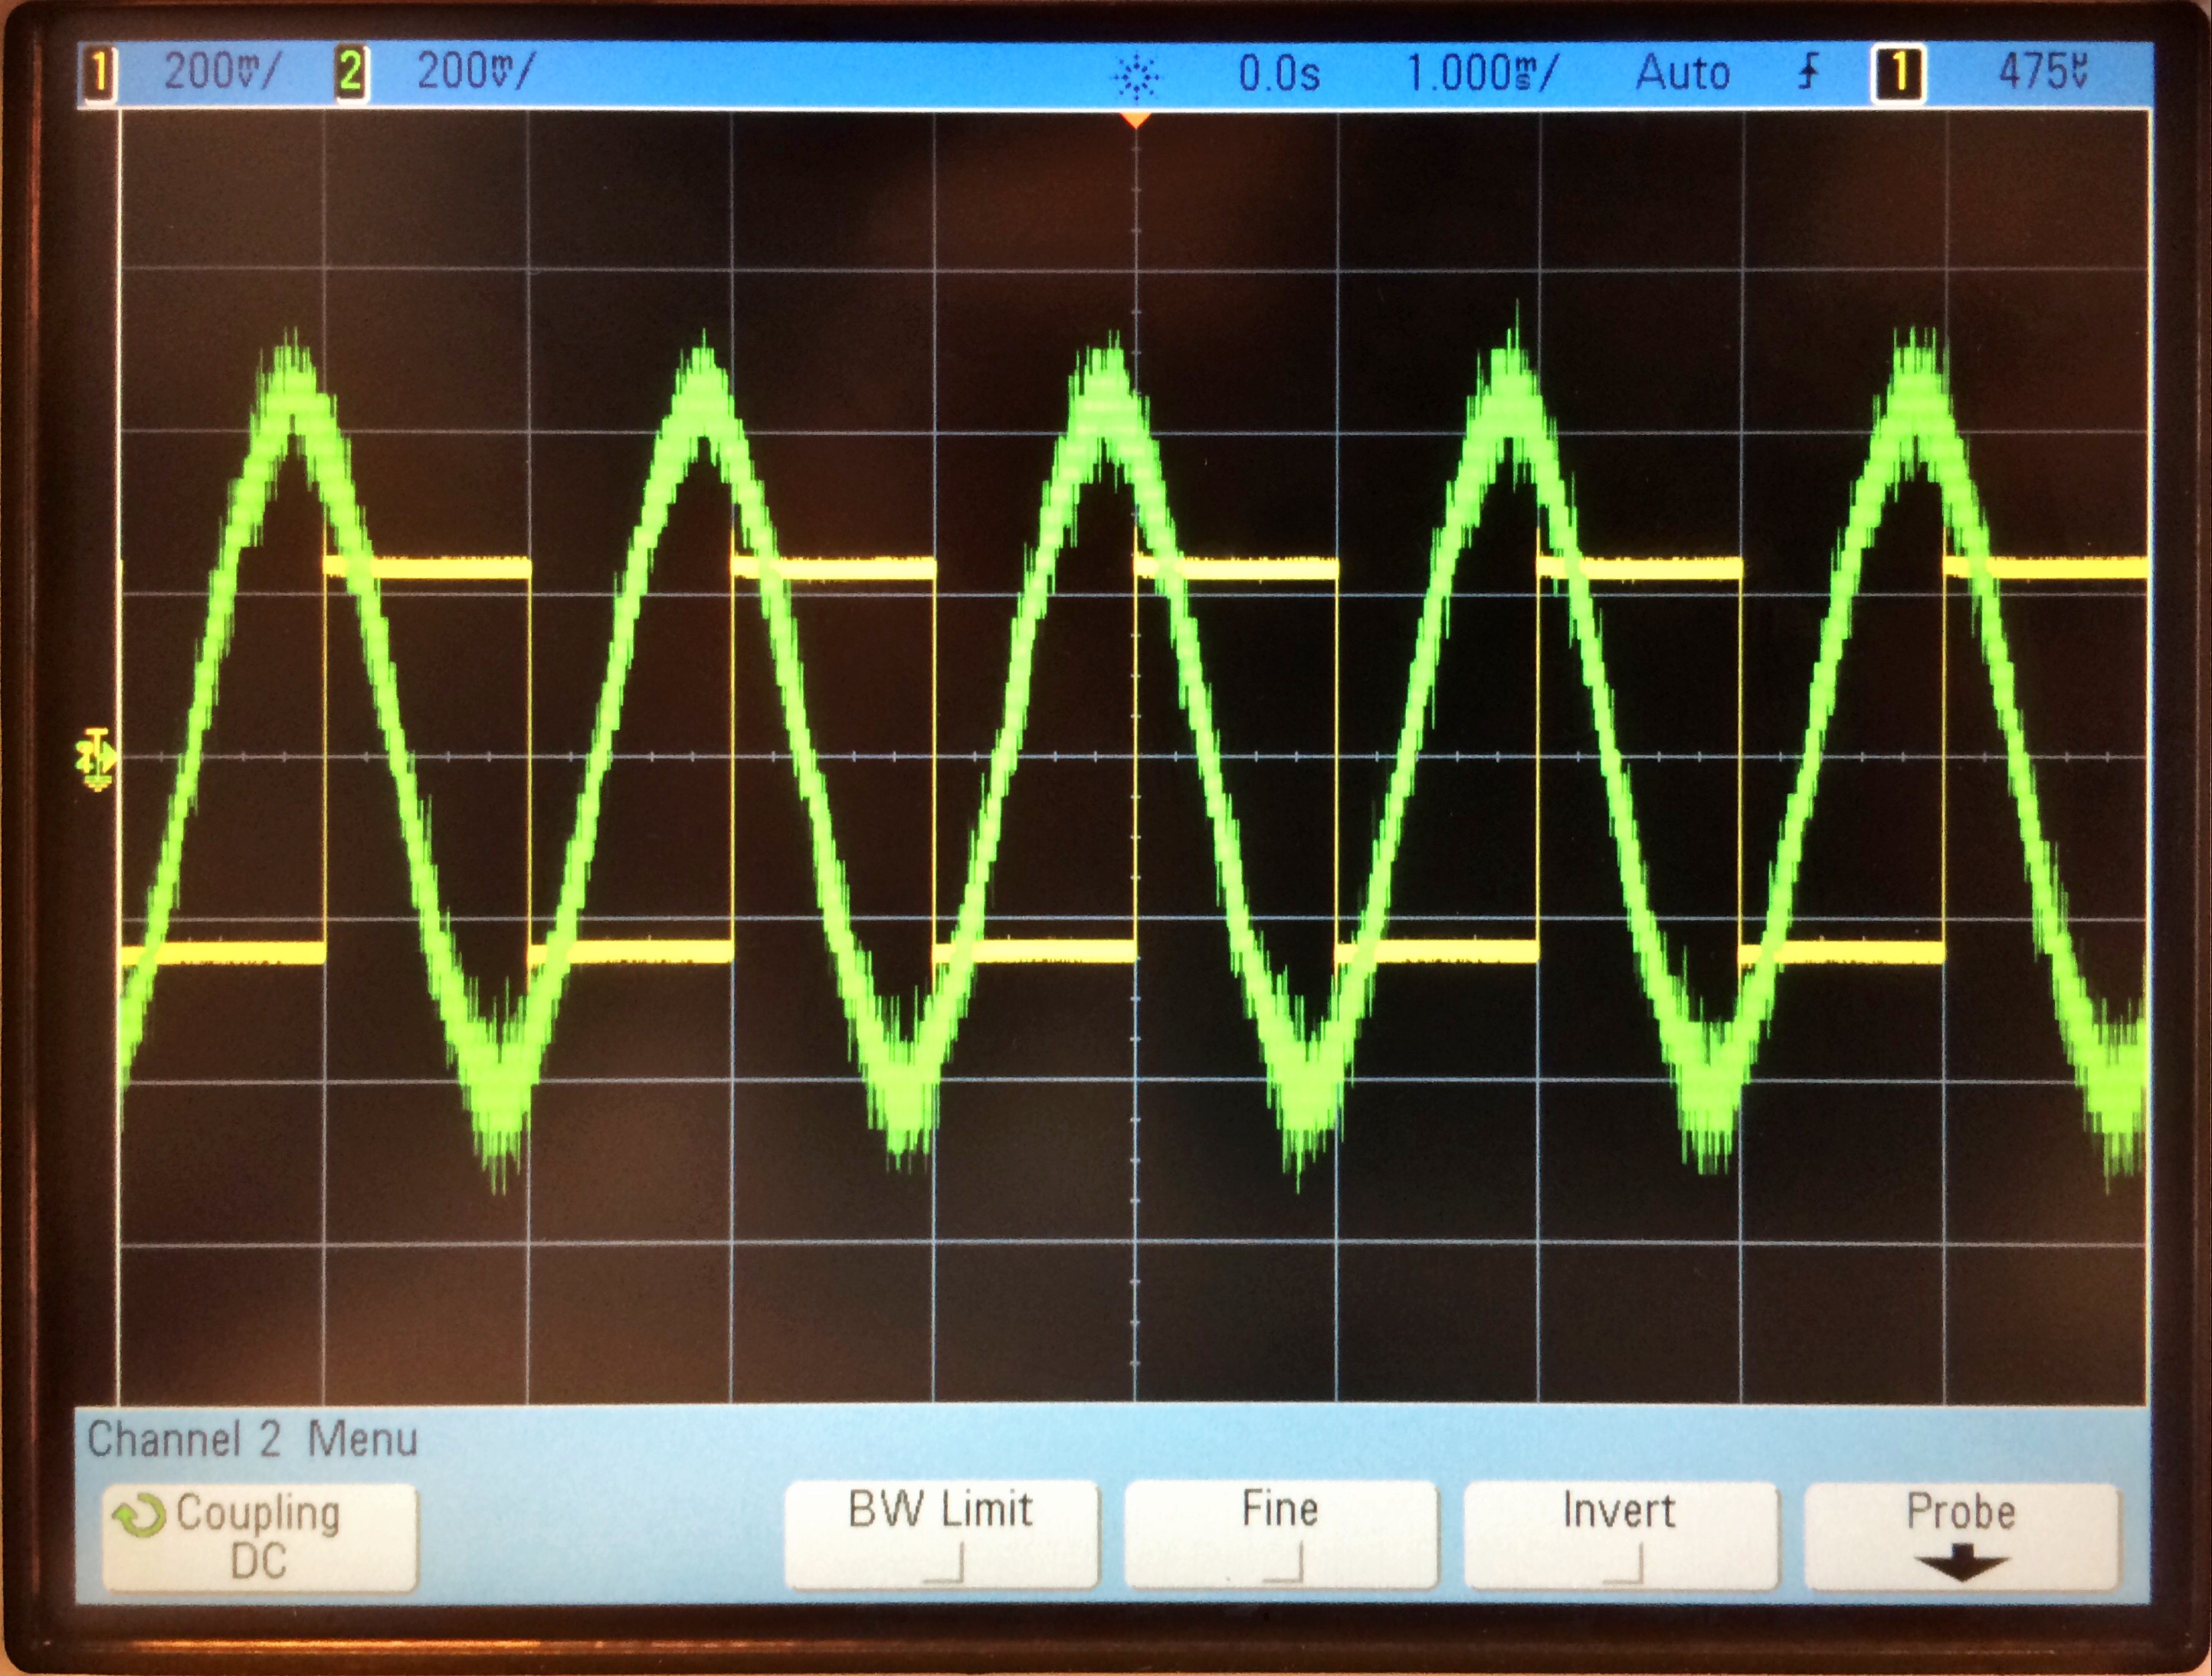 1 200mV/ 2 200mV/ 0.0s 1.000ms/ Auto 1 475µV
Channel 2 Menu
Coupling BW Limit Fine Invert Probe
DC